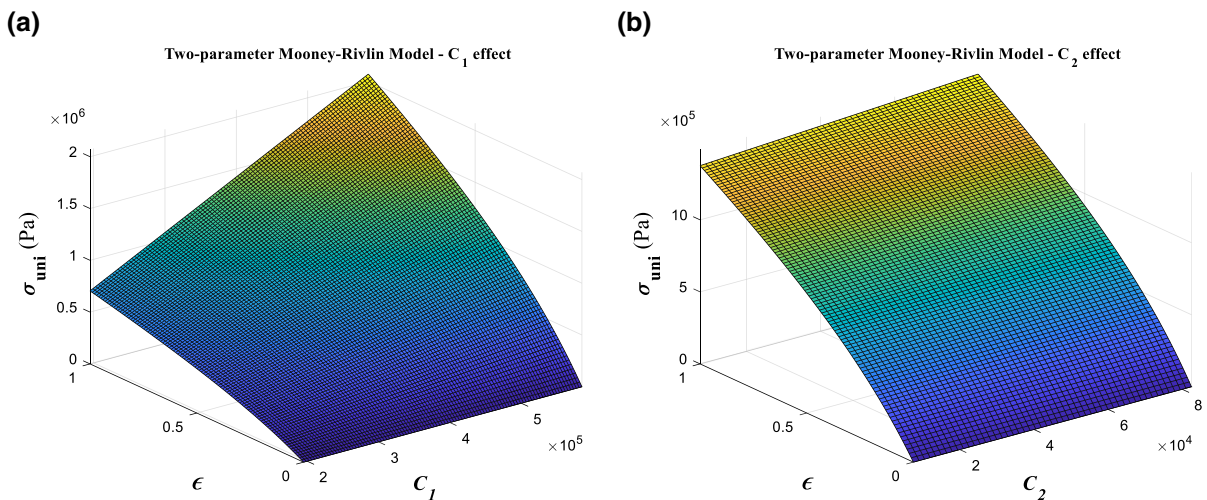 (a)
(b)
Two-parameter Mooney-Rivlin Model - C1 effect
×10^6
2
1.5
1
0.5
0
σuni (Pa)
1
0.5
0
ϵ
2
3
4
5
×10^5
C1
Two-parameter Mooney-Rivlin Model - C2 effect
×10^5
10
5
0
σuni (Pa)
1
0.5
0
ϵ
2
4
6
8
×10^4
C2